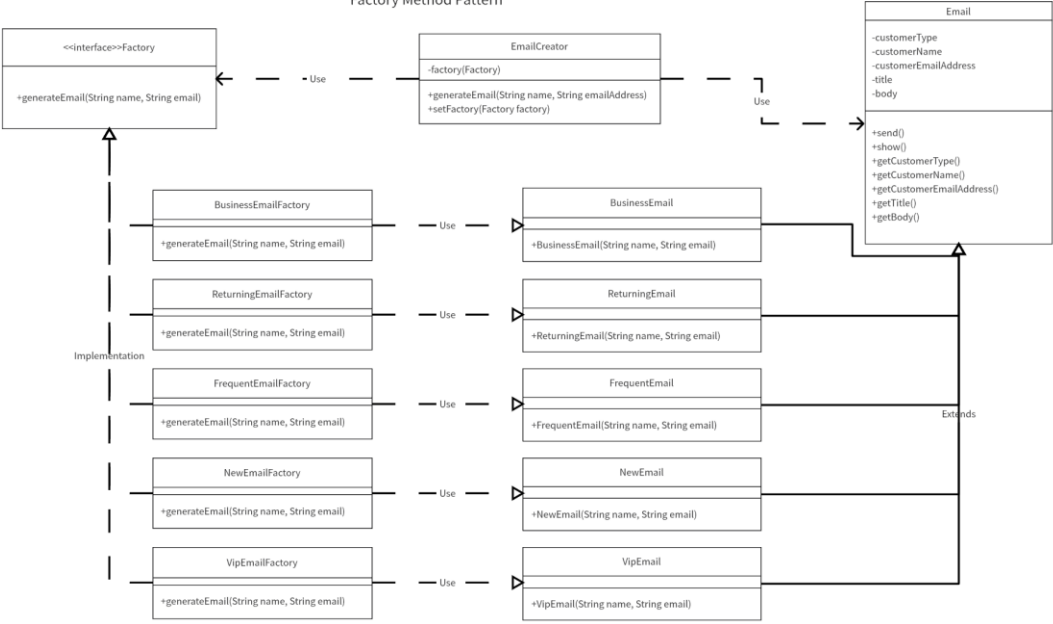 Factory Method Pattern
<<interface>>Factory
+generateEmail(String name, String email)
Use
EmailCreator
-factory(Factory)
+generateEmail(String name, String emailAddress)
+setFactory(Factory factory)
Use
Email
-customerType
-customerName
-customerEmailAddress
-title
-body
+send()
+show()
+getCustomerType()
+getCustomerName()
+getCustomerEmailAddress()
+getTitle()
+getBody()
BusinessEmailFactory
+generateEmail(String name, String email)
Use
BusinessEmail
+BusinessEmail(String name, String email)
ReturningEmailFactory
+generateEmail(String name, String email)
Use
ReturningEmail
+ReturningEmail(String name, String email)
Implementation
FrequentEmailFactory
+generateEmail(String name, String email)
Use
FrequentEmail
+FrequentEmail(String name, String email)
Extends
NewEmailFactory
+generateEmail(String name, String email)
Use
NewEmail
+NewEmail(String name, String email)
VipEmailFactory
+generateEmail(String name, String email)
Use
VipEmail
+VipEmail(String name, String email)